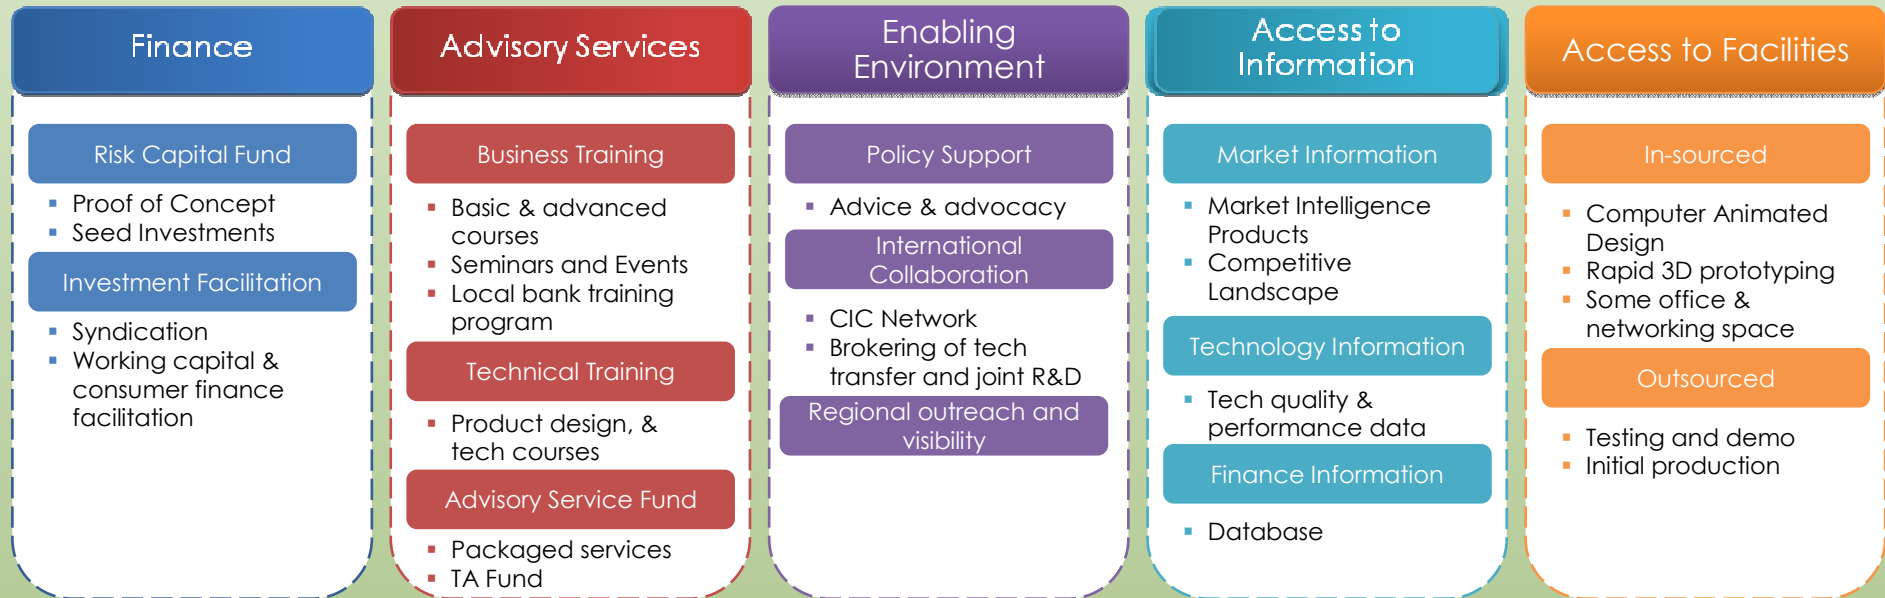 Finance
Risk Capital Fund
Proof of Concept
Seed Investments
Investment Facilitation
Syndication
Working capital &
consumer finance
facilitation
Advisory Services
Business Training
Basic & advanced
courses
Seminars and Events
Local bank training
program
Technical Training
Product design, &
tech courses
Advisory Service Fund
Packaged services
TA Fund
Enabling
Environment
Policy Support
Advice & advocacy
International
Collaboration
CIC Network
Brokering of tech
transfer and joint R&D
Regional outreach and
visibility
Access to
Information
Market Information
Market Intelligence
Products
Competitive
Landscape
Technology Information
Tech quality &
performance data
Finance Information
Database
Access to Facilities
In-sourced
Computer Animated
Design
Rapid 3D prototyping
Some office &
networking space
Outsourced
Testing and demo
Initial production